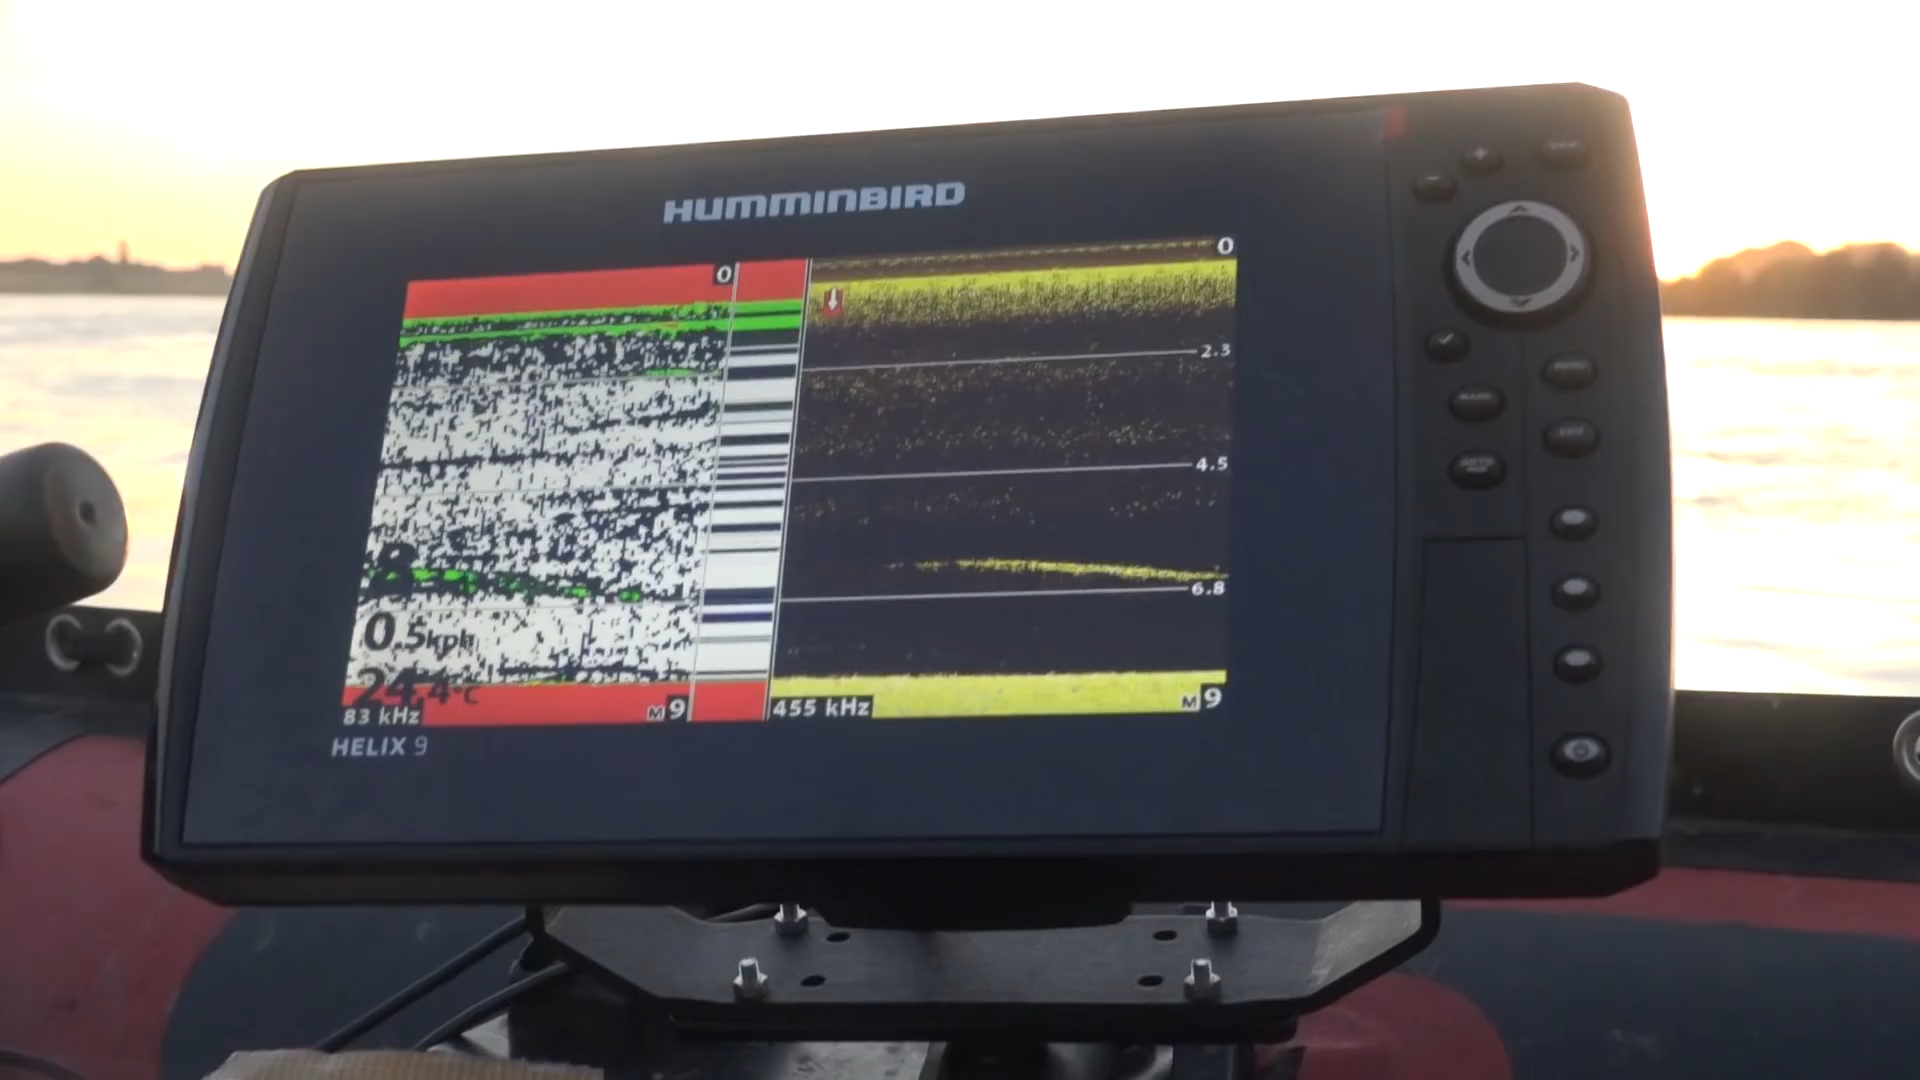 HUMMINBIRD
0
0
2.3
4.5
6.8
0.5kph
24.4°C
83 kHz
M9
455 kHz
M9
HELIX 9